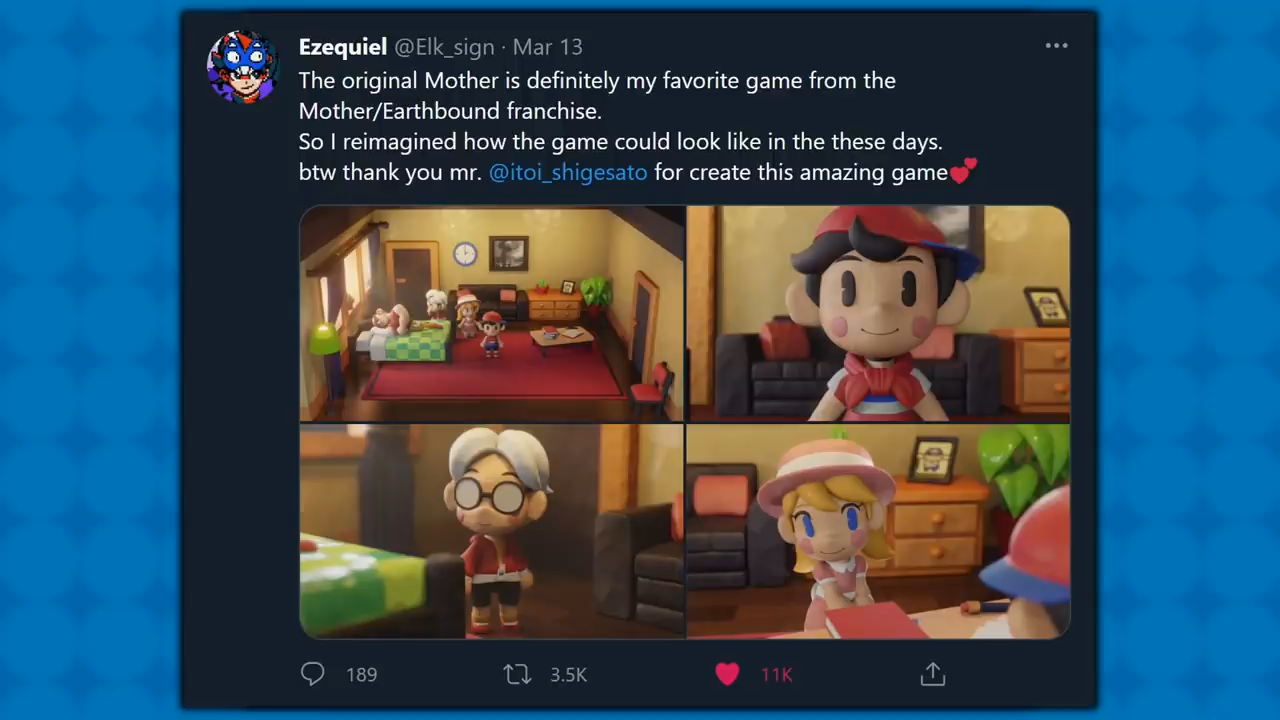 Ezequiel @Elk_sign · Mar 13
The original Mother is definitely my favorite game from the
Mother/Earthbound franchise.
So I reimagined how the game could look like in the these days.
btw thank you mr. @itoi_shigesato for create this amazing game💕
189 3.5K 11K